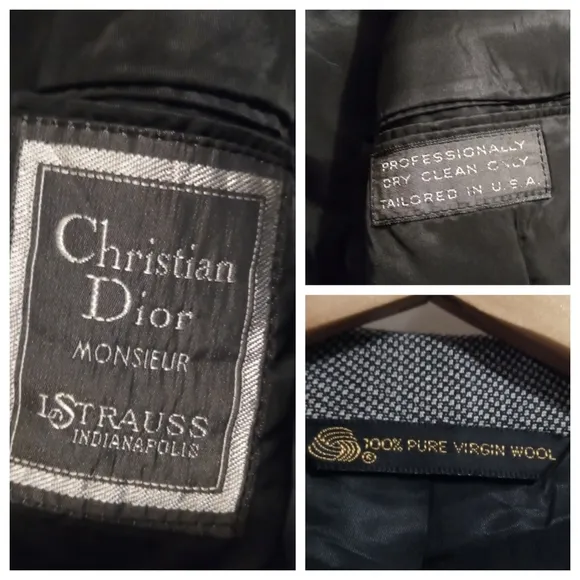 Christian
Dior
MONSIEUR
L STRAUSS
INDIANAPOLIS
PROFESSIONALLY
DRY CLEAN ONLY
TAILORED IN U.S.A.
® 100% PURE VIRGIN WOOL